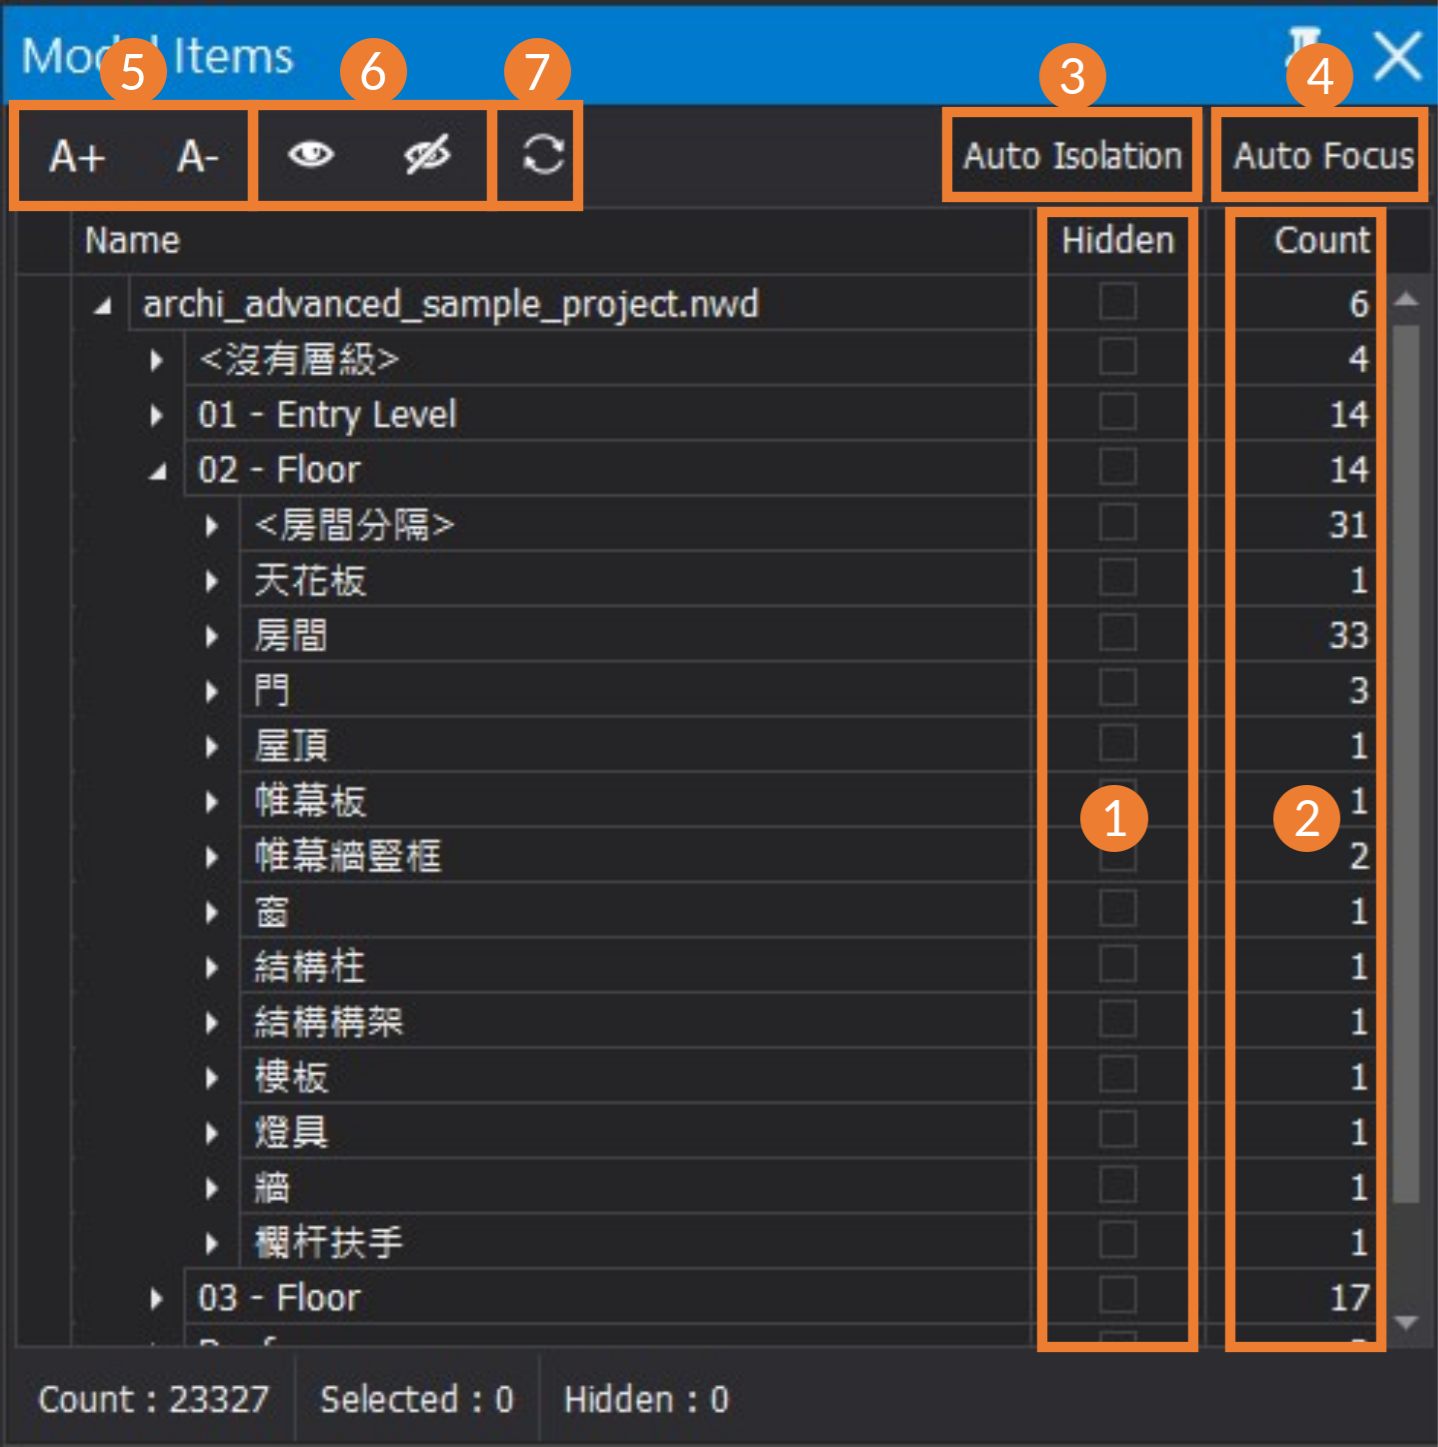 Model Items
5 6 7 3 4
A+ A- Auto Isolation Auto Focus
Name Hidden Count
archi_advanced_sample_project.nwd 6
<沒有層級> 4
01 - Entry Level 14
02 - Floor 14
<房間分隔> 31
天花板 1
房間 33
門 3
屋頂 1
帷幕板 1
1 2
帷幕牆豎框 2
窗 1
結構柱 1
結構構架 1
樓板 1
燈具 1
牆 1
欄杆扶手 1
03 - Floor 17
Count : 23327 Selected : 0 Hidden : 0